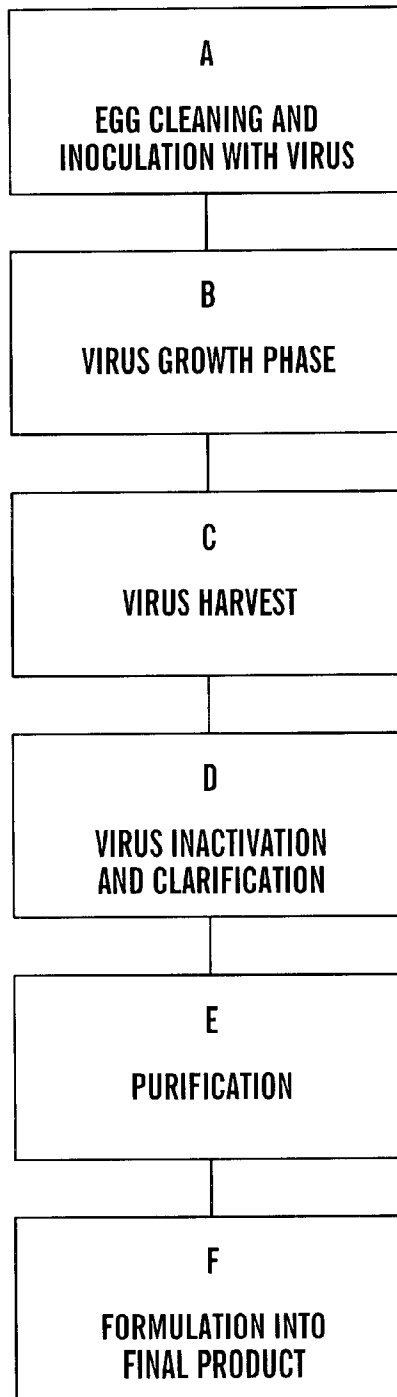 A
EGG CLEANING AND
INOCULATION WITH VIRUS
B
VIRUS GROWTH PHASE
C
VIRUS HARVEST
D
VIRUS INACTIVATION
AND CLARIFICATION
E
PURIFICATION
F
FORMULATION INTO
FINAL PRODUCT